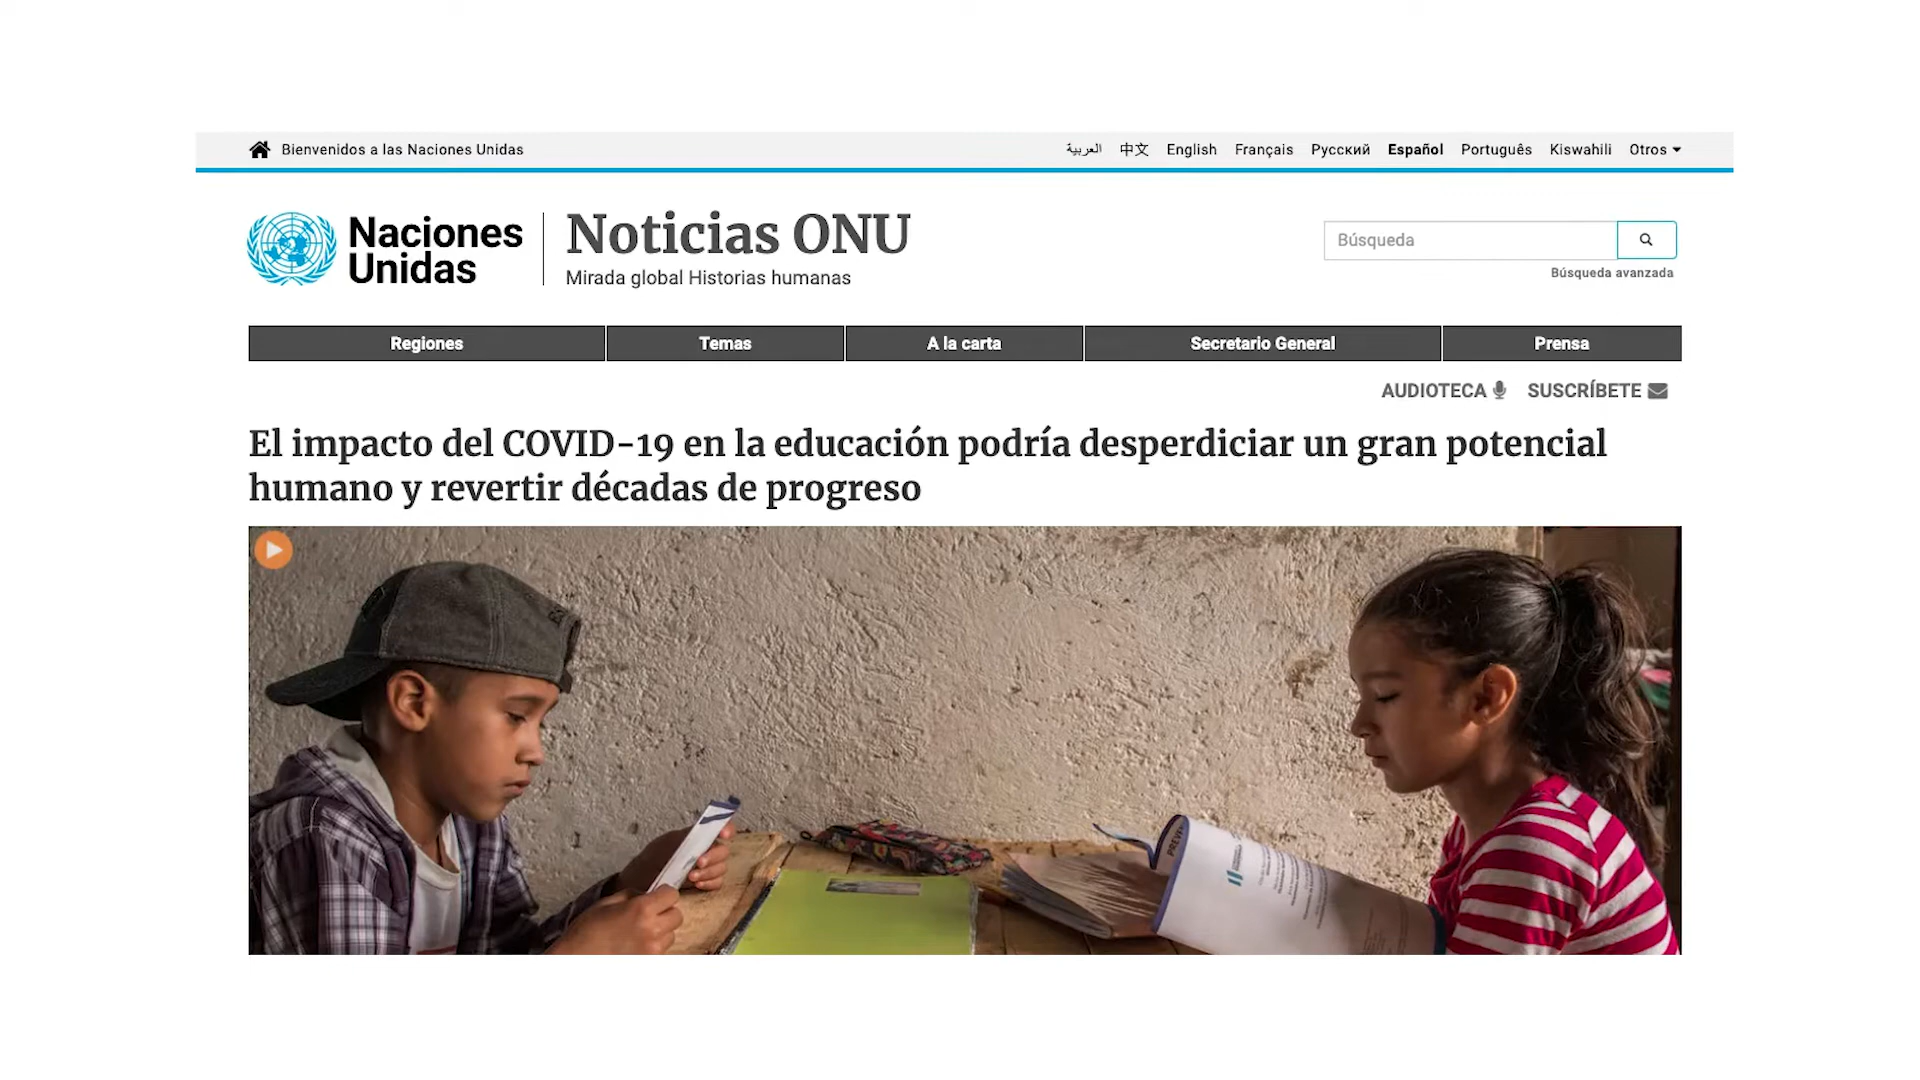 Bienvenidos a las Naciones Unidas
العربية 中文 English Français Русский Español Português Kiswahili Otros
Naciones
Unidas
Noticias ONU
Mirada global Historias humanas
Búsqueda
Búsqueda avanzada
Regiones Temas A la carta Secretario General Prensa
AUDIOTECA SUSCRÍBETE
El impacto del COVID-19 en la educación podría desperdiciar un gran potencial
humano y revertir décadas de progreso